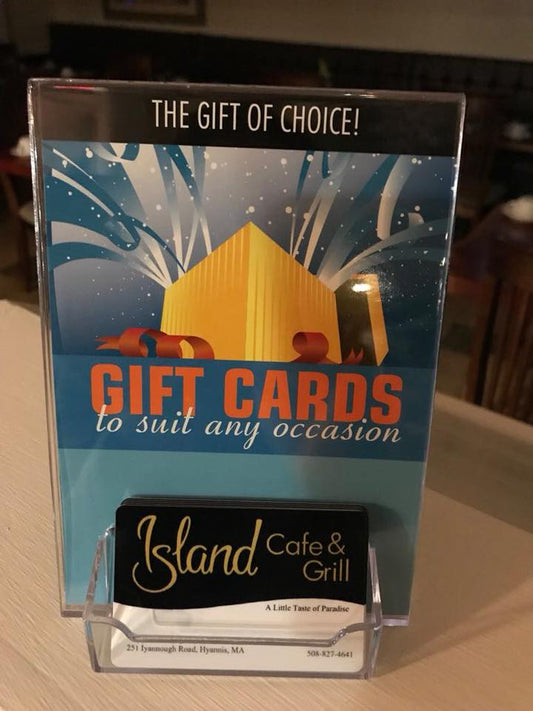 THE GIFT OF CHOICE!
GIFT CARDS
to suit any occasion
Island Cafe &
Grill
A Little Taste of Paradise
251 Iyannough Road, Hyannis, MA 508-827-4641